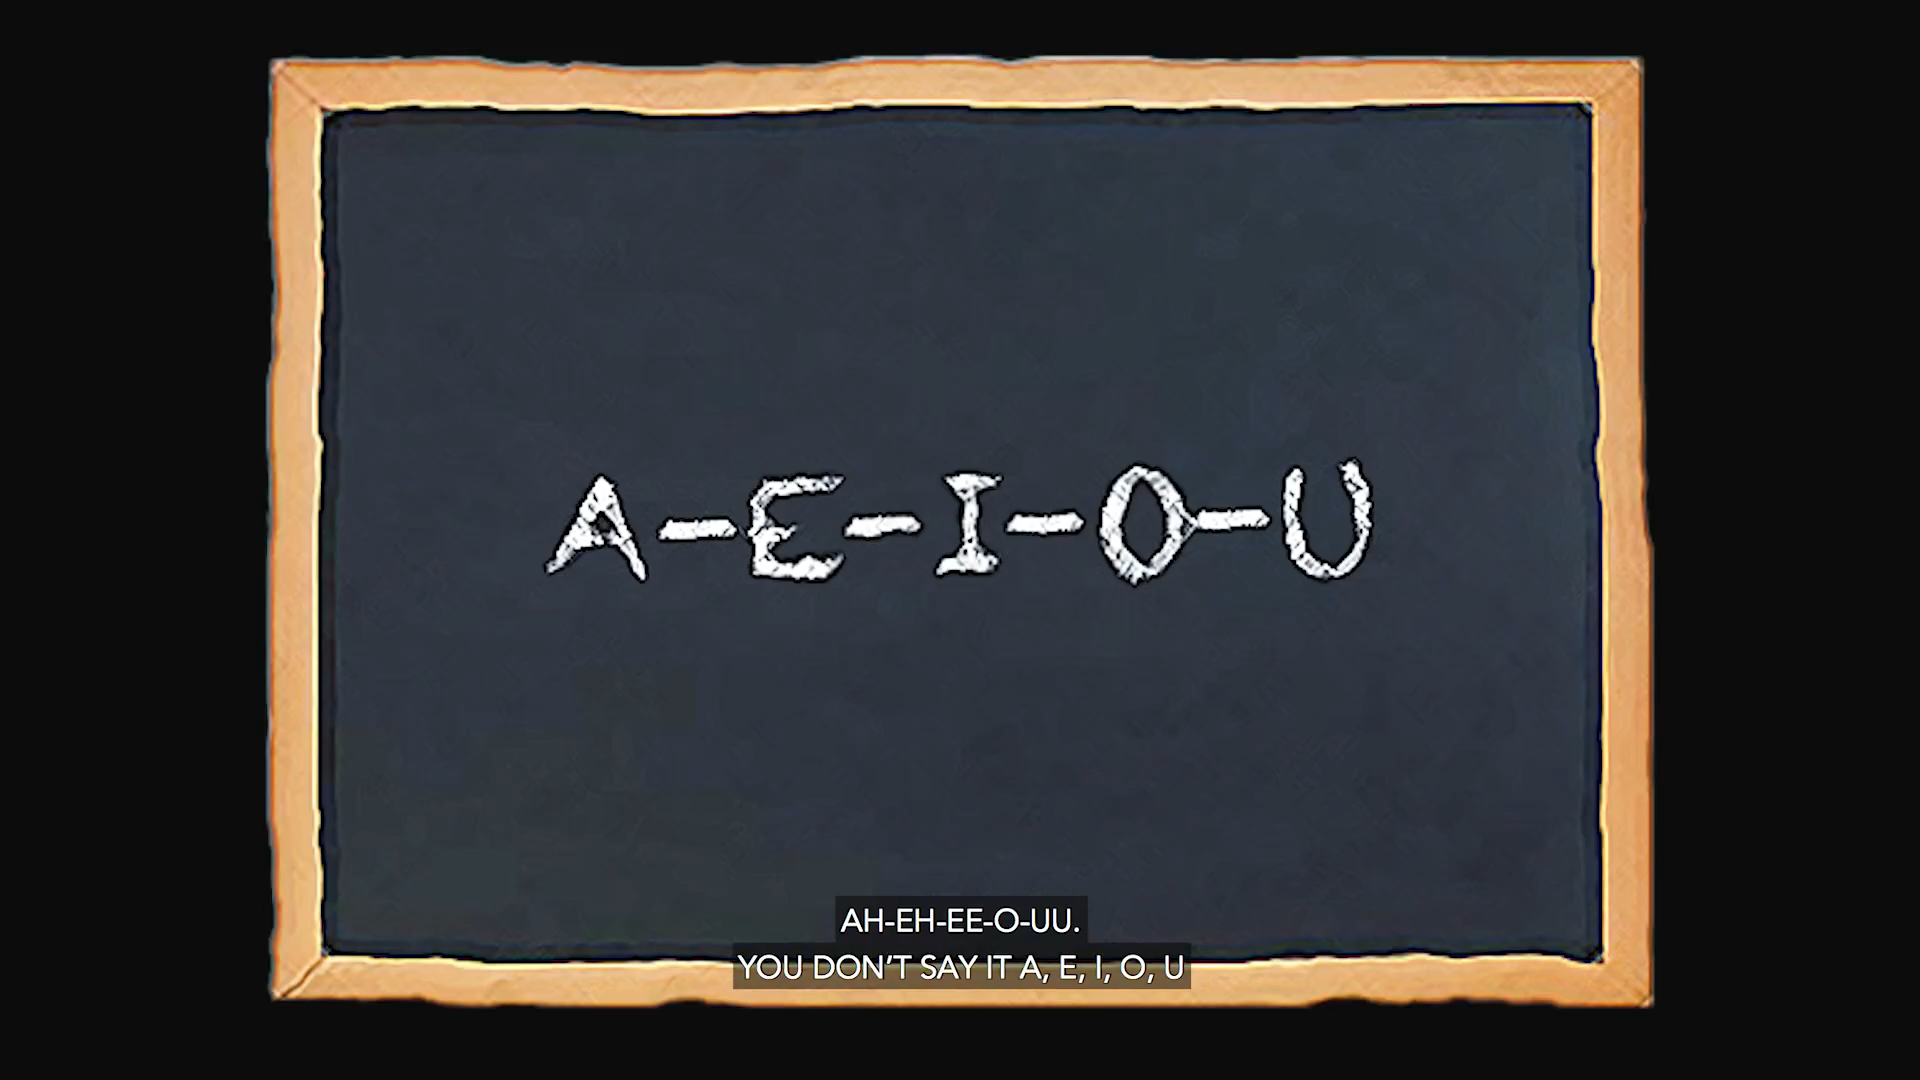 A-E-I-O-U
AH-EH-EE-O-UU.
YOU DON'T SAY IT A, E, I, O, U